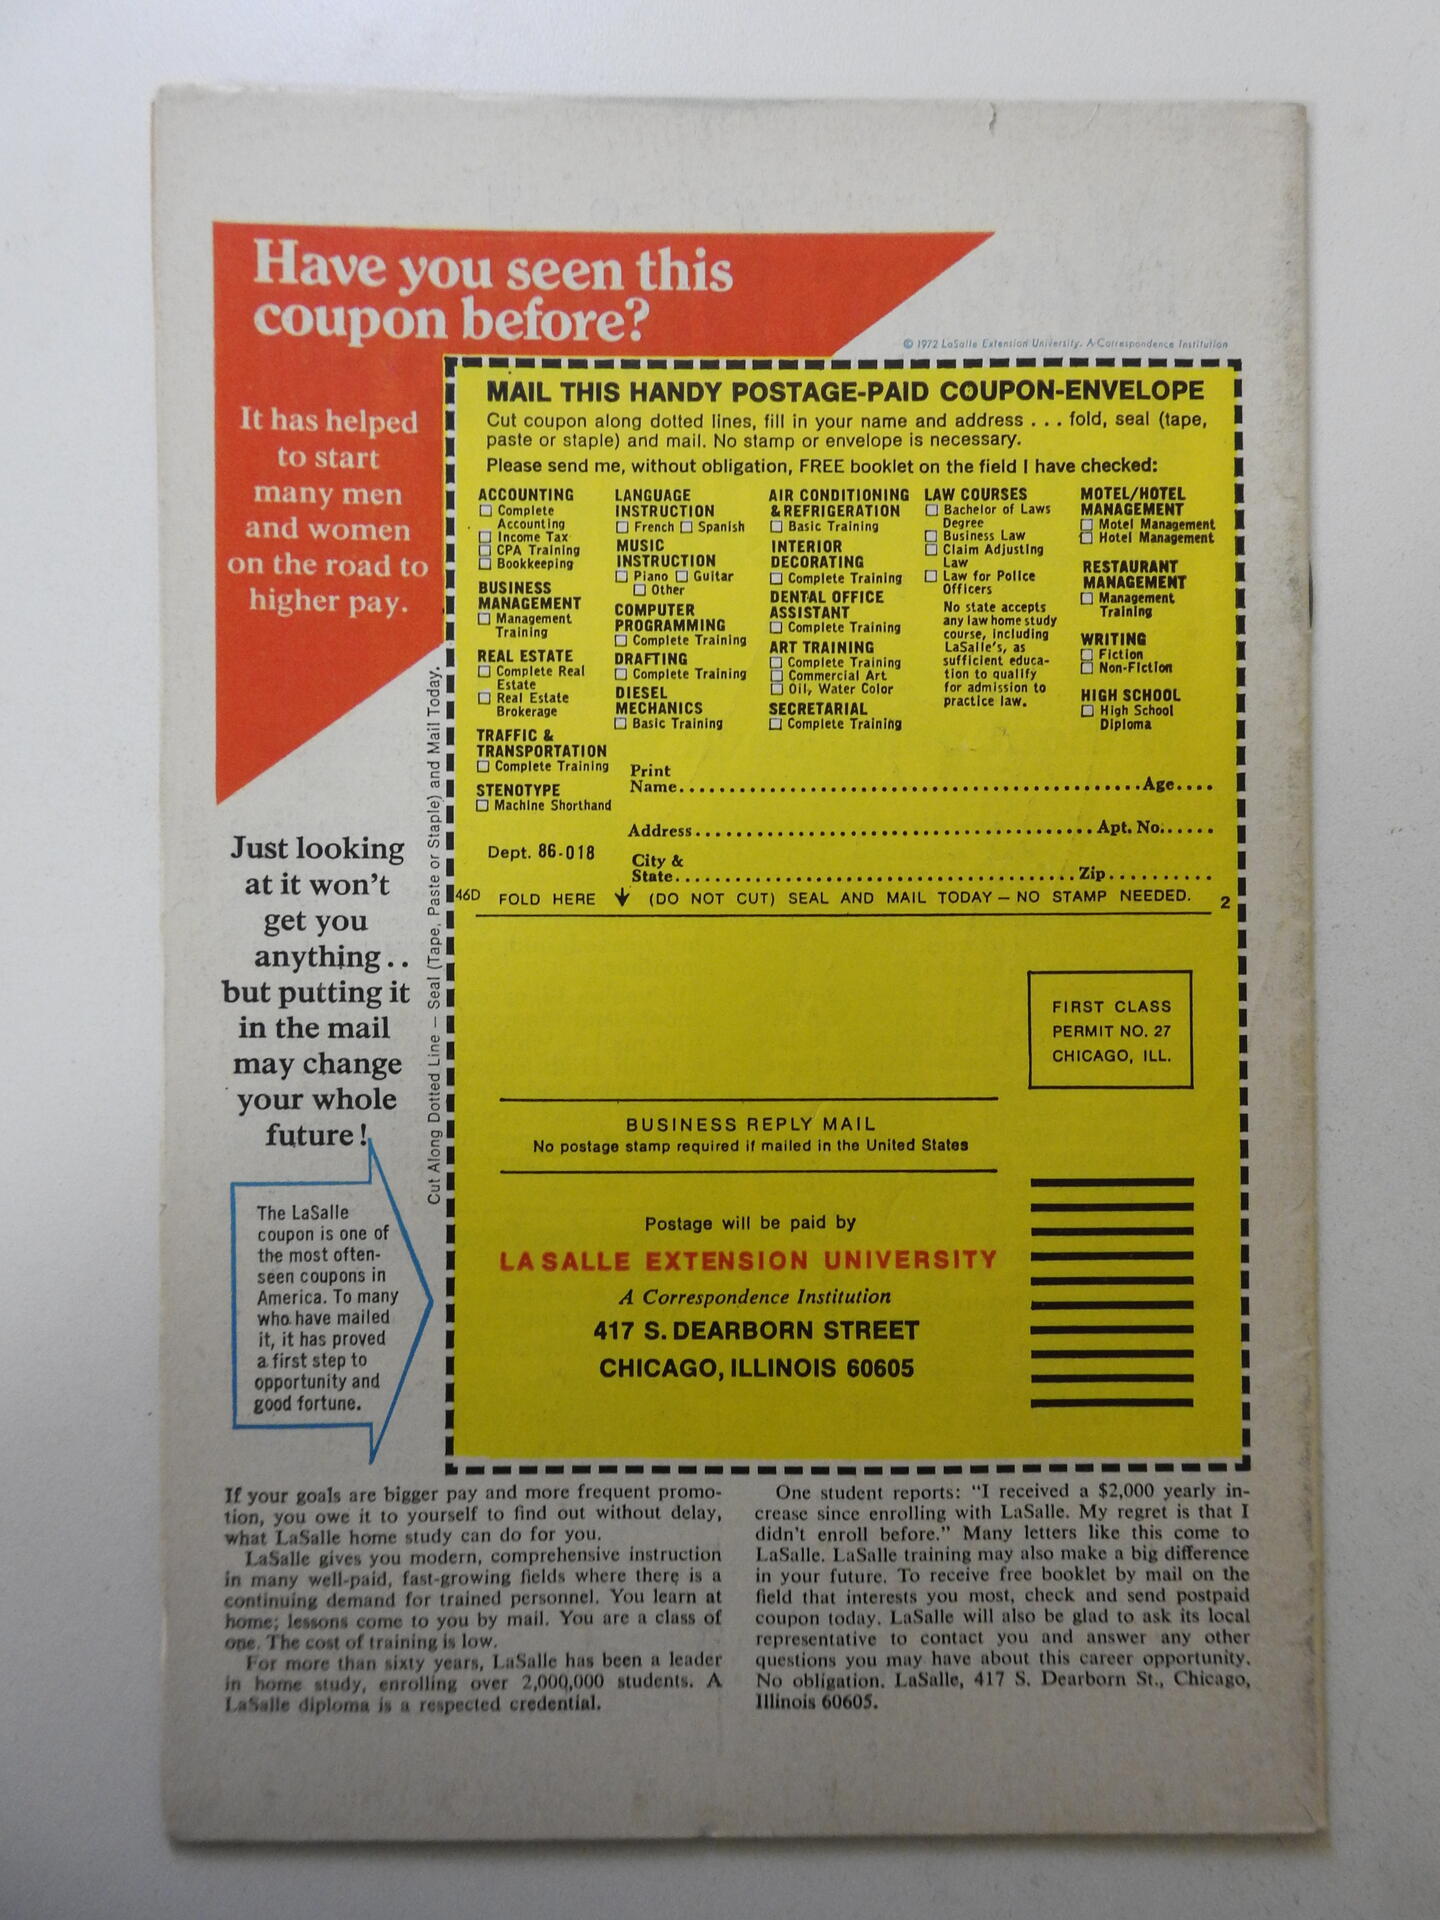 Have you seen this
coupon before?
© 1972 LaSalle Extension University. A Correspondence Institution
It has helped
to start
many men
and women
on the road to
higher pay.
Just looking
at it won't
get you
anything..
but putting it
in the mail
may change
your whole
future!
The LaSalle
coupon is one of
the most often-
seen coupons in
America. To many
who have mailed
it, it has proved
a first step to
opportunity and
good fortune.
Cut Along Dotted Line — Seal (Tape, Paste or Staple) and Mail Today.
MAIL THIS HANDY POSTAGE-PAID COUPON-ENVELOPE
Cut coupon along dotted lines, fill in your name and address . . . fold, seal (tape,
paste or staple) and mail. No stamp or envelope is necessary.
Please send me, without obligation, FREE booklet on the field I have checked:
ACCOUNTING
☐ Complete
Accounting
☐ Income Tax
☐ CPA Training
☐ Bookkeeping
BUSINESS
MANAGEMENT
☐ Management
Training
REAL ESTATE
☐ Complete Real
Estate
☐ Real Estate
Brokerage
TRAFFIC &
TRANSPORTATION
☐ Complete Training
STENOTYPE
☐ Machine Shorthand
LANGUAGE
INSTRUCTION
☐ French ☐ Spanish
MUSIC
INSTRUCTION
☐ Piano ☐ Guitar
☐ Other
COMPUTER
PROGRAMMING
☐ Complete Training
DRAFTING
☐ Complete Training
DIESEL
MECHANICS
☐ Basic Training
AIR CONDITIONING
& REFRIGERATION
☐ Basic Training
INTERIOR
DECORATING
☐ Complete Training
DENTAL OFFICE
ASSISTANT
☐ Complete Training
ART TRAINING
☐ Complete Training
☐ Commercial Art
☐ Oil, Water Color
SECRETARIAL
☐ Complete Training
LAW COURSES
☐ Bachelor of Laws
Degree
☐ Business Law
☐ Claim Adjusting
Law
☐ Law for Police
Officers
No state accepts
any law home study
course, including
LaSalle's, as
sufficient educa-
tion to qualify
for admission to
practice law.
MOTEL/HOTEL
MANAGEMENT
☐ Motel Management
☐ Hotel Management
RESTAURANT
MANAGEMENT
☐ Management
Training
WRITING
☐ Fiction
☐ Non-Fiction
HIGH SCHOOL
☐ High School
Diploma
Print
Name.................................................Age....
Address...........................................Apt. No......
Dept. 86-018
City &
State...........................................Zip...........
46D FOLD HERE ↓ (DO NOT CUT) SEAL AND MAIL TODAY — NO STAMP NEEDED. 2
FIRST CLASS
PERMIT NO. 27
CHICAGO, ILL.
BUSINESS REPLY MAIL
No postage stamp required if mailed in the United States
Postage will be paid by
LA SALLE EXTENSION UNIVERSITY
A Correspondence Institution
417 S. DEARBORN STREET
CHICAGO, ILLINOIS 60605
If your goals are bigger pay and more frequent promo-
tion, you owe it to yourself to find out without delay,
what LaSalle home study can do for you.
LaSalle gives you modern, comprehensive instruction
in many well-paid, fast-growing fields where there is a
continuing demand for trained personnel. You learn at
home; lessons come to you by mail. You are a class of
one. The cost of training is low.
For more than sixty years, LaSalle has been a leader
in home study, enrolling over 2,000,000 students. A
LaSalle diploma is a respected credential.
One student reports: "I received a $2,000 yearly in-
crease since enrolling with LaSalle. My regret is that I
didn't enroll before." Many letters like this come to
LaSalle. LaSalle training may also make a big difference
in your future. To receive free booklet by mail on the
field that interests you most, check and send postpaid
coupon today. LaSalle will also be glad to ask its local
representative to contact you and answer any other
questions you may have about this career opportunity.
No obligation. LaSalle, 417 S. Dearborn St., Chicago,
Illinois 60605.